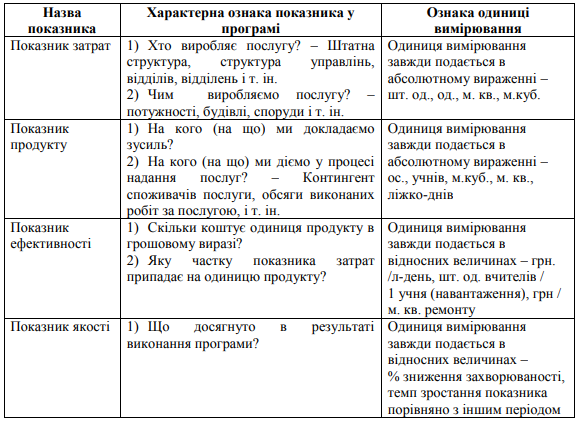 Назва показника
Характерна ознака показника у програмі
Ознака одиниці вимірювання
Показник затрат
1) Хто виробляє послугу? – Штатна
структура, структура управлінь,
відділів, відділень і т. ін.
2) Чим виробляємо послугу? –
потужності, будівлі, споруди і т. ін.
Одиниця вимірювання
завжди подається в
абсолютному вираженні –
шт. од., од., м. кв., м.куб.
Показник
продукту
1) На кого (на що) ми докладаємо
зусиль?
2) На кого (на що) ми діємо у процесі
надання послуг? – Контингент
споживачів послуги, обсяги виконаних
робіт за послугою, і т. ін.
Одиниця вимірювання
завжди подається в
абсолютному вираженні –
ос., учнів, м.куб., м. кв.,
ліжко-днів
Показник
ефективності
1) Скільки коштує одиниця продукту в
грошовому виразі?
2) Яку частку показника затрат
припадає на одиницю продукту?
Одиниця вимірювання
завжди подається в
відносних величинах – грн.
/л-день, шт. од. вчителів /
1 учня (навантаження), грн /
м. кв. ремонту
Показник якості
1) Що досягнуто в результаті
виконання програми?
Одиниця вимірювання
завжди подається в
відносних величинах –
% зниження захворюваності,
темп зростання показника
порівняно з іншим періодом